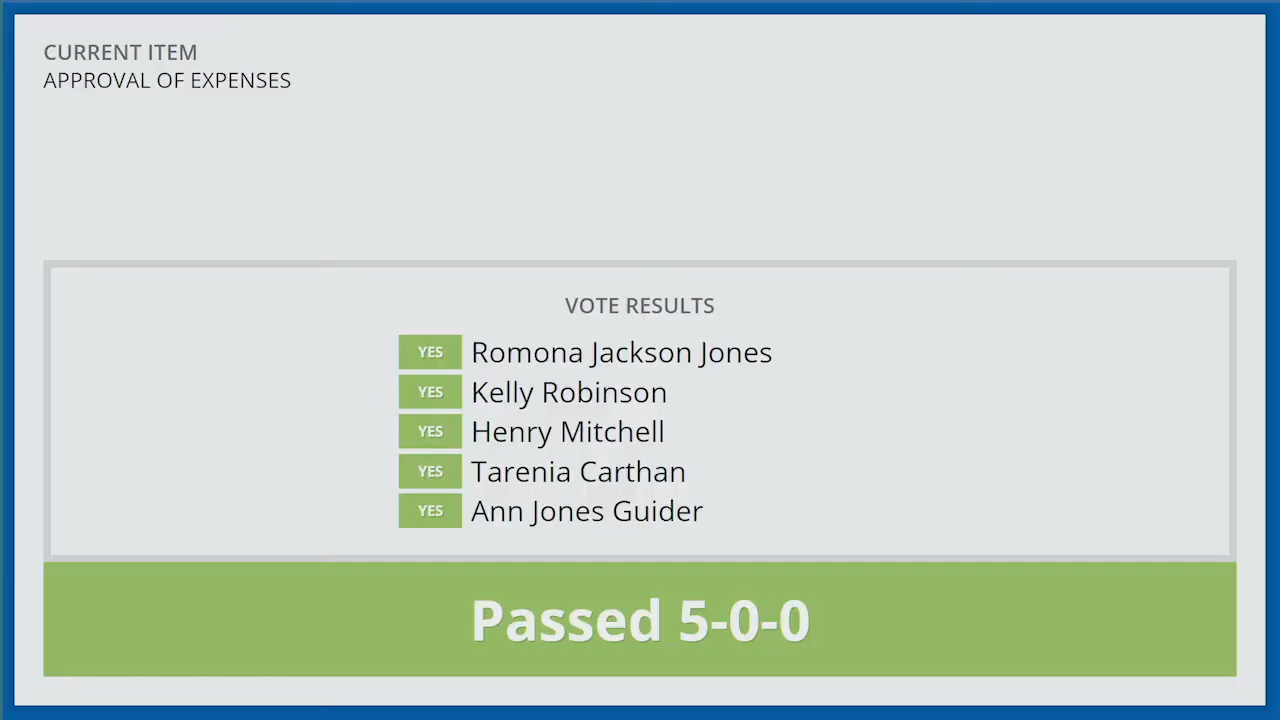 CURRENT ITEM
APPROVAL OF EXPENSES
VOTE RESULTS
YES Romona Jackson Jones
YES Kelly Robinson
YES Henry Mitchell
YES Tarenia Carthan
YES Ann Jones Guider
Passed 5-0-0